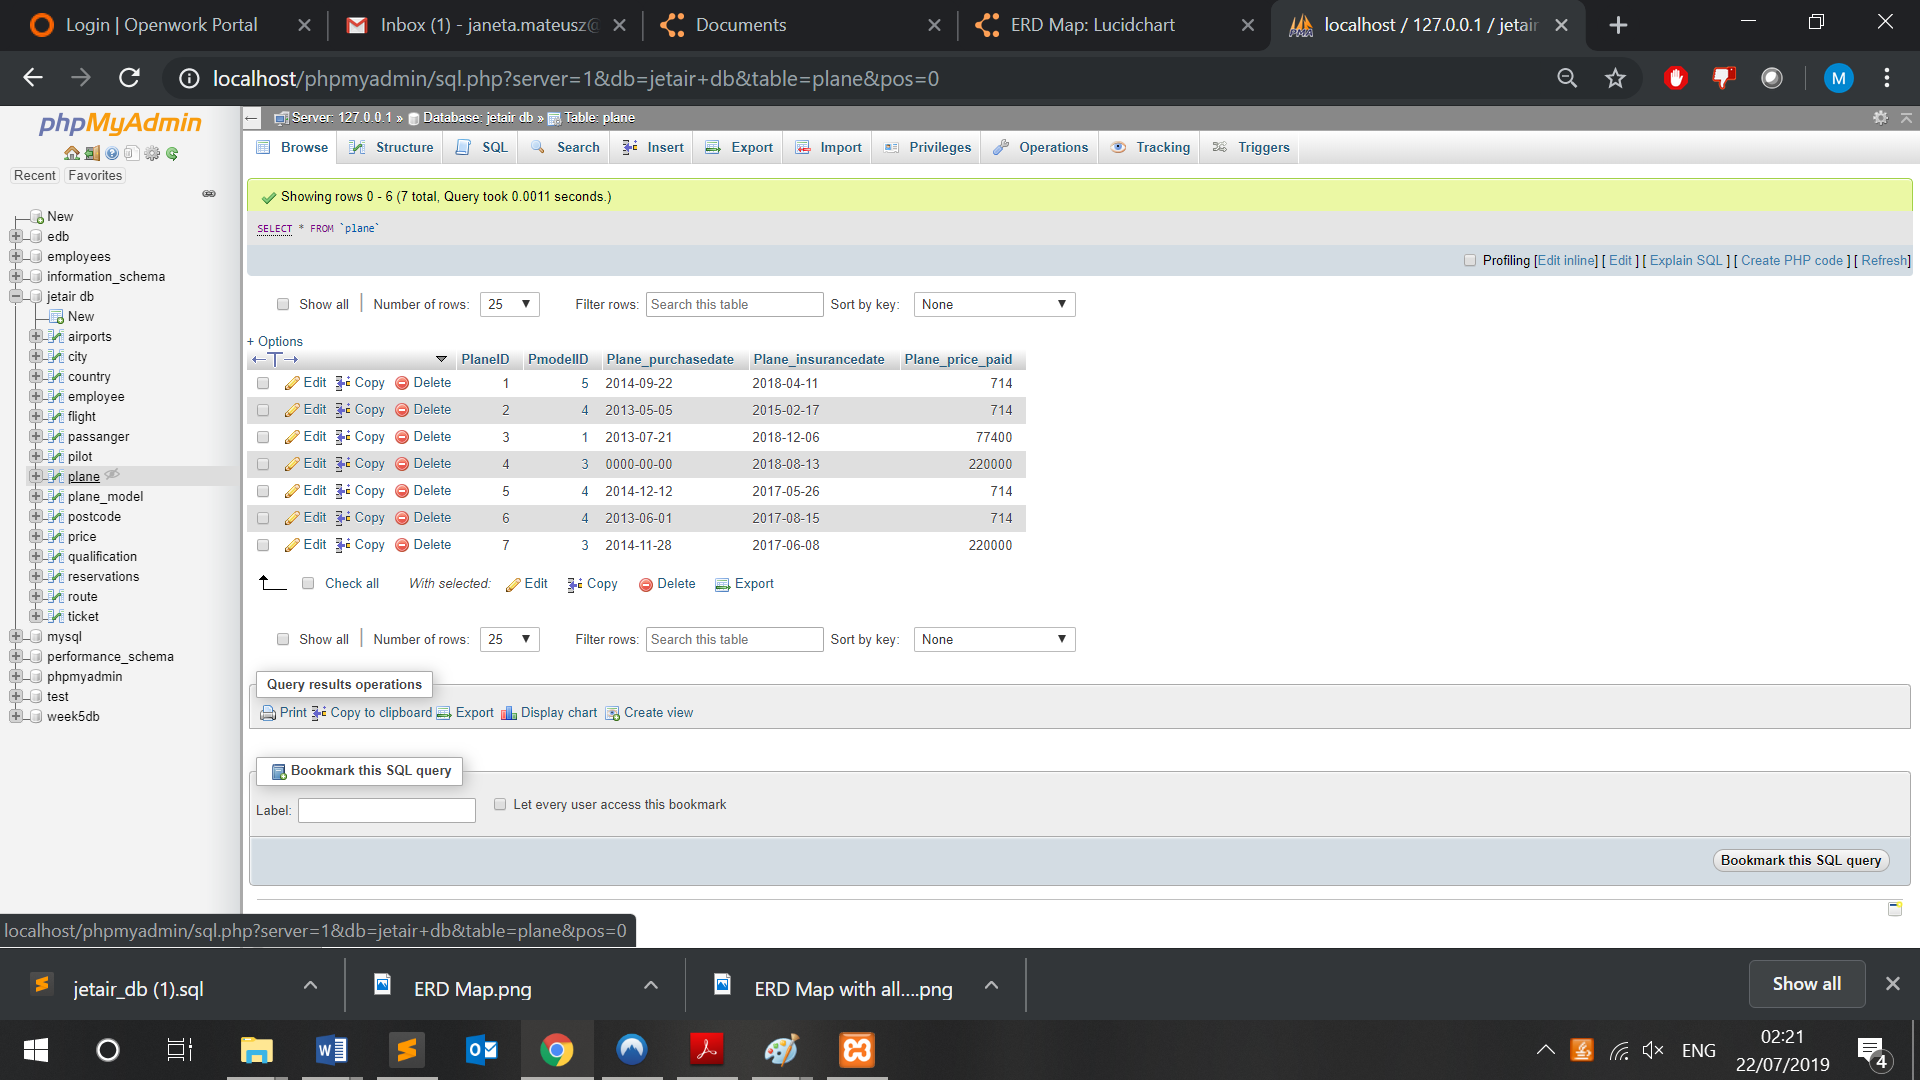 Login | Openwork Portal
Inbox (1) - janeta.mateusz@
Documents
ERD Map: Lucidchart
localhost / 127.0.0.1 / jetair
localhost/phpmyadmin/sql.php?server=1&db=jetair+db&table=plane&pos=0
M
phpMyAdmin
Recent Favorites
New
edb
employees
information_schema
jetair db
New
airports
city
country
employee
flight
passanger
pilot
plane
plane_model
postcode
price
qualification
reservations
route
ticket
mysql
performance_schema
phpmyadmin
test
week5db
Server: 127.0.0.1 » Database: jetair db » Table: plane
Browse Structure SQL Search Insert Export Import Privileges Operations Tracking Triggers
Showing rows 0 - 6 (7 total, Query took 0.0011 seconds.)
SELECT * FROM `plane`
Profiling [Edit inline] [ Edit ] [ Explain SQL ] [ Create PHP code ] [ Refresh]
Show all | Number of rows: 25 Filter rows: Search this table Sort by key: None
+ Options
←T→ PlaneID PmodelID Plane_purchasedate Plane_insurancedate Plane_price_paid
Edit Copy Delete 1 5 2014-09-22 2018-04-11 714
Edit Copy Delete 2 4 2013-05-05 2015-02-17 714
Edit Copy Delete 3 1 2013-07-21 2018-12-06 77400
Edit Copy Delete 4 3 0000-00-00 2018-08-13 220000
Edit Copy Delete 5 4 2014-12-12 2017-05-26 714
Edit Copy Delete 6 4 2013-06-01 2017-08-15 714
Edit Copy Delete 7 3 2014-11-28 2017-06-08 220000
Check all With selected: Edit Copy Delete Export
Show all | Number of rows: 25 Filter rows: Search this table Sort by key: None
Query results operations
Print Copy to clipboard Export Display chart Create view
Bookmark this SQL query
Label: Let every user access this bookmark
Bookmark this SQL query
localhost/phpmyadmin/sql.php?server=1&db=jetair+db&table=plane&pos=0
jetair_db (1).sql
ERD Map.png
ERD Map with all....png
Show all
ENG
02:21
22/07/2019
4